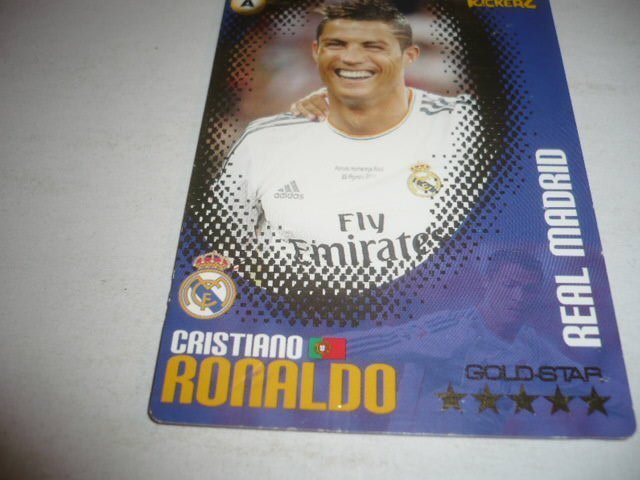 A
KICKERZ
adidas
Fly
Emirates
REAL MADRID
CRISTIANO
RONALDO
GOLD-STAR